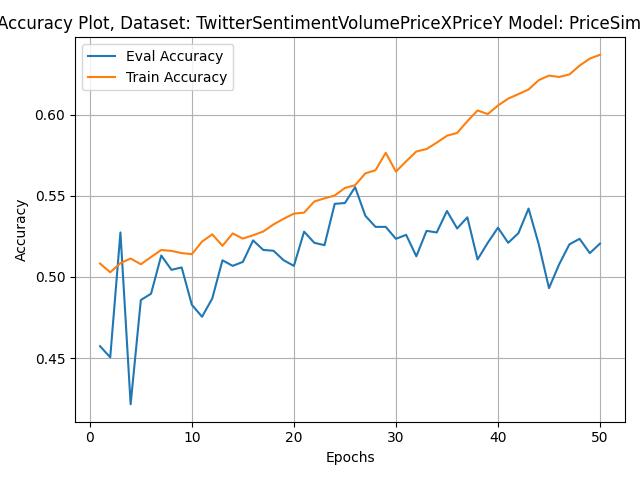 Accuracy Plot, Dataset: TwitterSentimentVolumePriceXPriceY Model: PriceSim
Eval Accuracy
Train Accuracy
0.60
0.55
0.50
0.45
Accuracy
0 10 20 30 40 50
Epochs